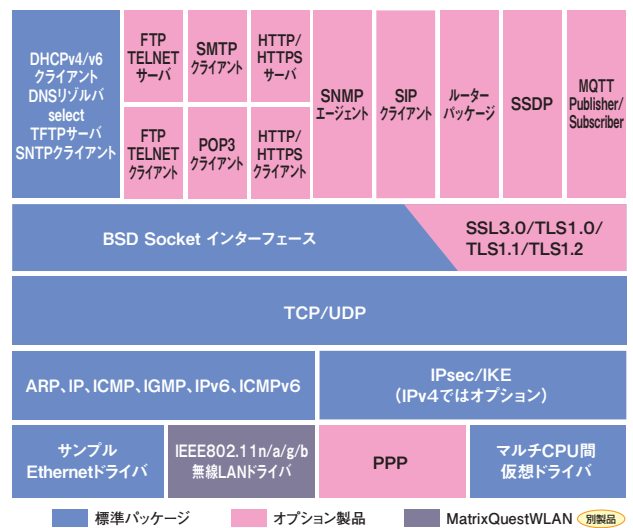 DHCPv4/v6
クライアント
DNSリゾルバ
select
TFTPサーバ
SNTPクライアント
FTP
TELNET
サーバ
SMTP
クライアント
HTTP/
HTTPS
サーバ
FTP
TELNET
クライアント
POP3
クライアント
HTTP/
HTTPS
クライアント
SNMP
エージェント
SIP
クライアント
ルーター
パッケージ
SSDP
MQTT
Publisher/
Subscriber
BSD Socket インターフェース
SSL3.0/TLS1.0/
TLS1.1/TLS1.2
TCP/UDP
ARP、IP、ICMP、IGMP、IPv6、ICMPv6
IPsec/IKE
(IPv4ではオプション)
サンプル
Ethernetドライバ
IEEE802.11n/a/g/b
無線LANドライバ
PPP
マルチCPU間
仮想ドライバ
標準パッケージ
オプション製品
MatrixQuestWLAN 別製品